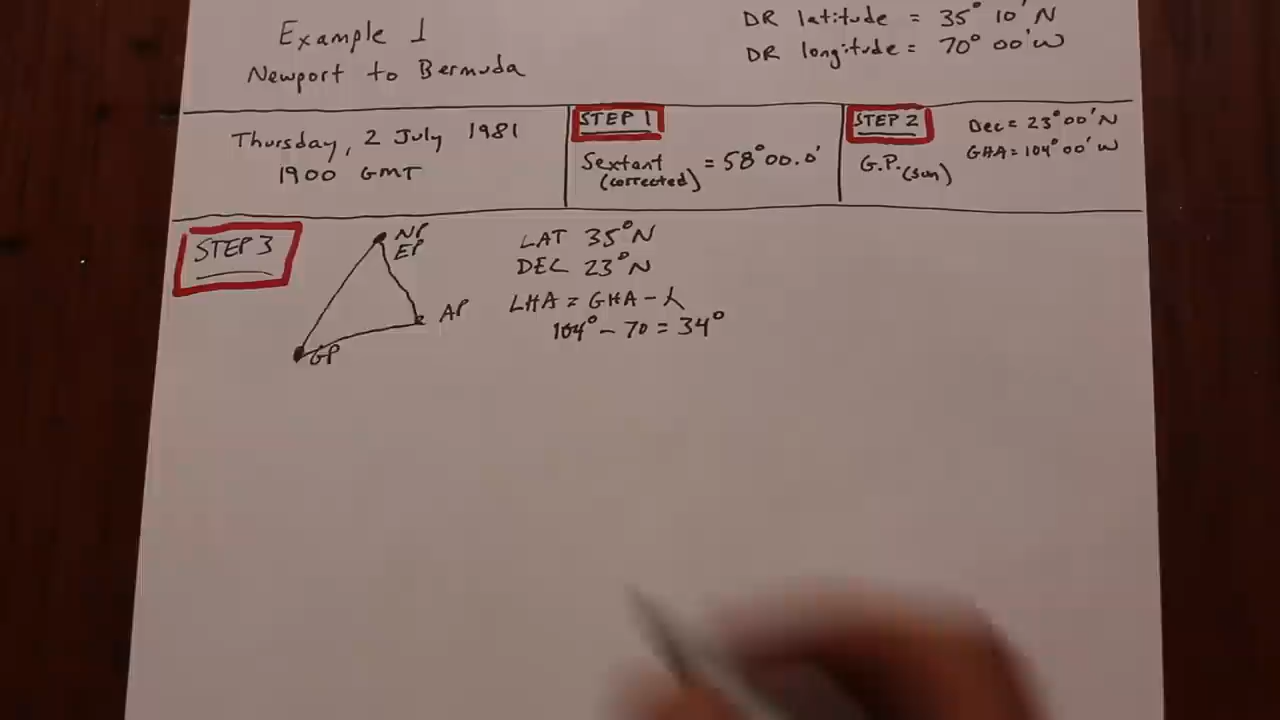 Example 1
Newport to Bermuda
DR latitude = 35° 10' N
DR longitude = 70° 00' W
Thursday, 2 July 1981
1900 GMT
STEP 1
Sextant (corrected) = 58° 00.0'
STEP 2
G.P. (sun)
Dec = 23° 00' N
GHA = 104° 00' W
STEP 3
NP
EP
AP
GP
LAT 35° N
DEC 23° N
LHA = GHA - λ
104° - 70 = 34°